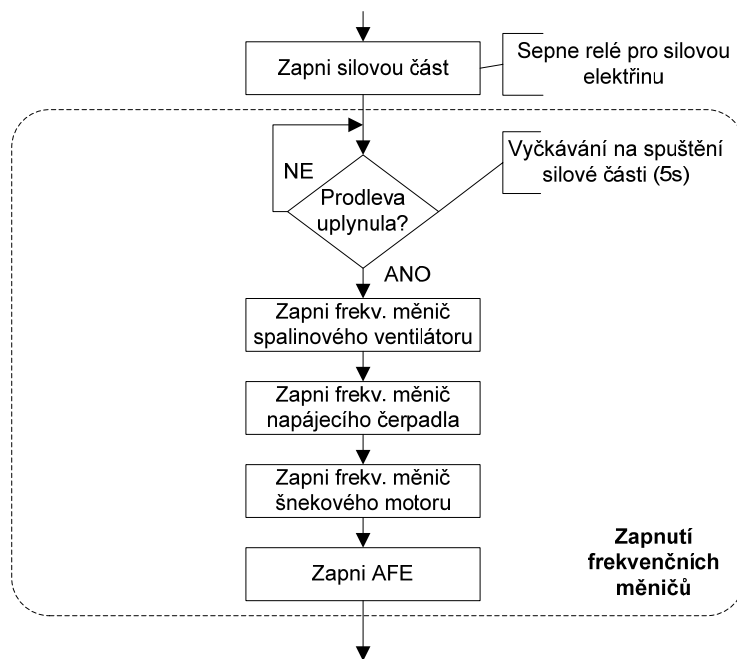 Zapni silovou část
Sepne relé pro silovou
elektřinu
NE
Vyčkávání na spuštění
silové části (5s)
Prodleva
uplynula?
ANO
Zapni frekv. měnič
spalinového ventilátoru
Zapni frekv. měnič
napájecího čerpadla
Zapni frekv. měnič
šnekového motoru
Zapni AFE
Zapnutí
frekvenčních
měničů